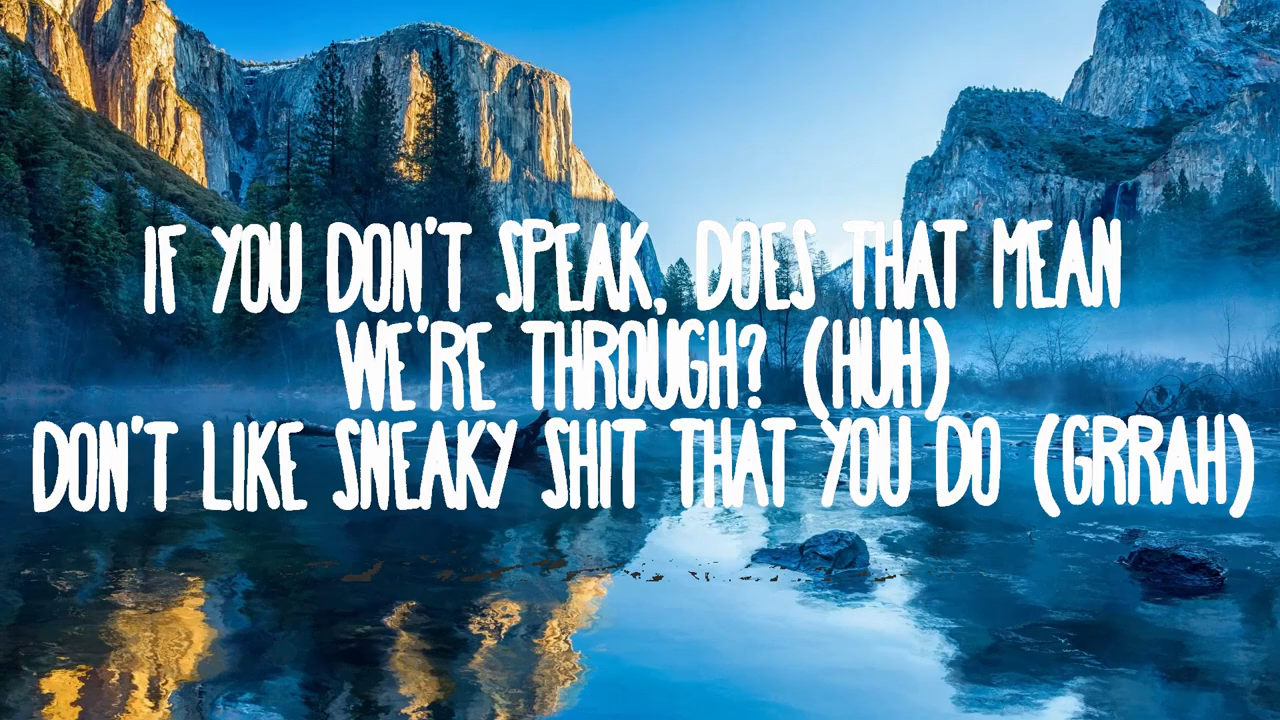 IF YOU DON'T SPEAK, DOES THAT MEAN
WE'RE THROUGH? (HUH)
DON'T LIKE SNEAKY SHIT THAT YOU DO (GRRAH)